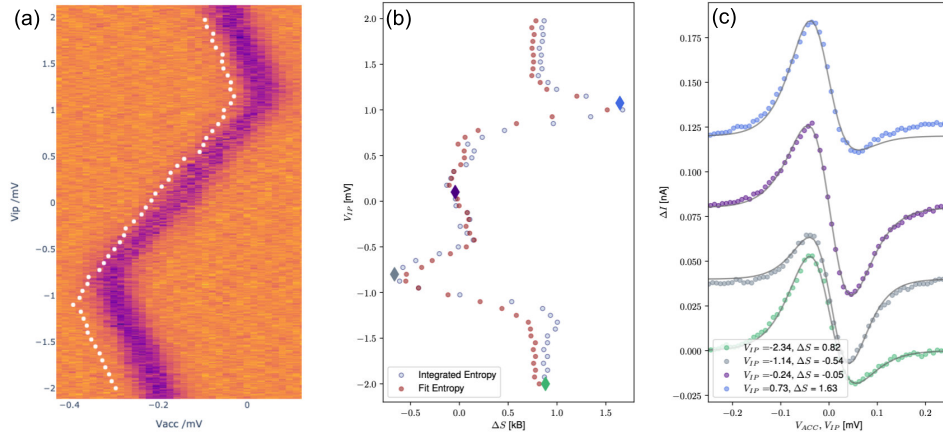 (a)
2
1.5
1
0.5
0
−0.5
−1
−1.5
−2
Vip /mV
−0.4
−0.2
0
Vacc /mV
(b)
2.0
1.5
1.0
0.5
0.0
−0.5
−1.0
−1.5
−2.0
V_IP [mV]
Integrated Entropy
Fit Entropy
−0.5
0.0
0.5
1.0
1.5
ΔS [kB]
(c)
0.175
0.150
0.125
0.100
0.075
0.050
0.025
0.000
−0.025
ΔI [nA]
V_IP =-2.34, ΔS = 0.82
V_IP =-1.14, ΔS = -0.54
V_IP =-0.24, ΔS = -0.05
V_IP =0.73, ΔS = 1.63
−0.2
−0.1
0.0
0.1
0.2
V_ACC, V_IP [mV]